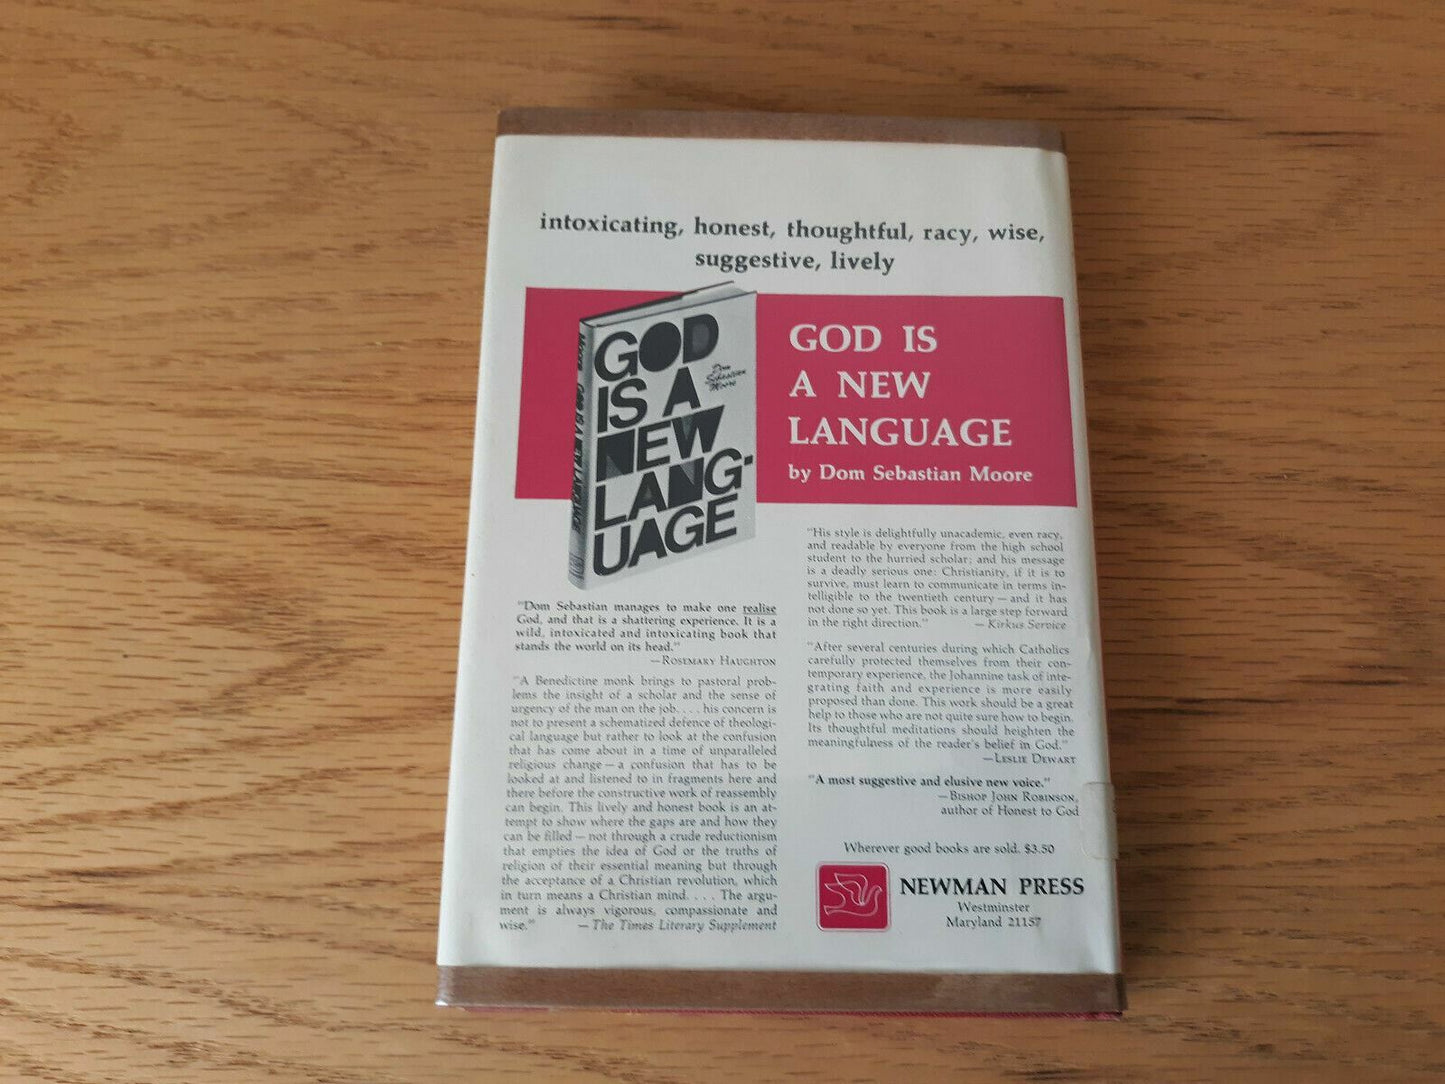 intoxicating, honest, thoughtful, racy, wise,
suggestive, lively
GOD
IS A
NEW
LANG-
UAGE
Dom
Sebastian
Moore
Moore GOD IS A NEW LANGUAGE
GOD IS
A NEW
LANGUAGE
by Dom Sebastian Moore
"Dom Sebastian manages to make one realise
God, and that is a shattering experience. It is a
wild, intoxicated and intoxicating book that
stands the world on its head."
—ROSEMARY HAUGHTON
"A Benedictine monk brings to pastoral prob-
lems the insight of a scholar and the sense of
urgency of the man on the job. . . . his concern is
not to present a schematized defence of theologi-
cal language but rather to look at the confusion
that has come about in a time of unparalleled
religious change — a confusion that has to be
looked at and listened to in fragments here and
there before the constructive work of reassembly
can begin. This lively and honest book is an at-
tempt to show where the gaps are and how they
can be filled — not through a crude reductionism
that empties the idea of God or the truths of
religion of their essential meaning but through
the acceptance of a Christian revolution, which
in turn means a Christian mind. . . . The argu-
ment is always vigorous, compassionate and
wise." —The Times Literary Supplement
"His style is delightfully unacademic, even racy,
and readable by everyone from the high school
student to the hurried scholar; and his message
is a deadly serious one: Christianity, if it is to
survive, must learn to communicate in terms in-
telligible to the twentieth century — and it has
not done so yet. This book is a large step forward
in the right direction." —Kirkus Service
"After several centuries during which Catholics
carefully protected themselves from their con-
temporary experience, the Johannine task of inte-
grating faith and experience is more easily
proposed than done. This work should be a great
help to those who are not quite sure how to begin.
Its thoughtful meditations should heighten the
meaningfulness of the reader's belief in God."
—LESLIE DEWART
"A most suggestive and elusive new voice."
—BISHOP JOHN ROBINSON,
author of Honest to God
Wherever good books are sold. $3.50
NEWMAN PRESS
Westminster
Maryland 21157